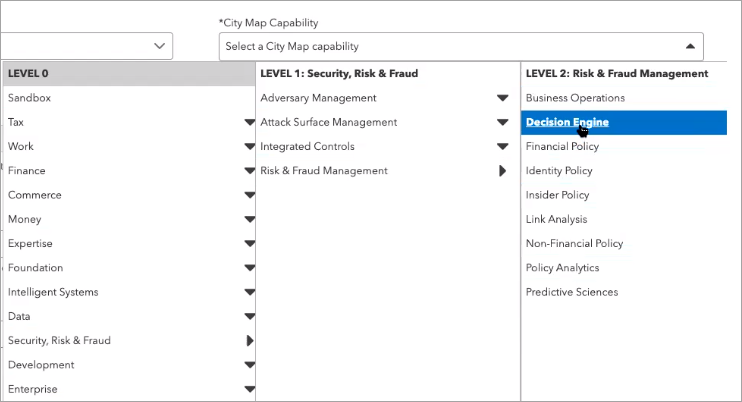 *City Map Capability
Select a City Map capability
LEVEL 0
Sandbox
Tax
Work
Finance
Commerce
Money
Expertise
Foundation
Intelligent Systems
Data
Security, Risk & Fraud
Development
Enterprise
LEVEL 1: Security, Risk & Fraud
Adversary Management
Attack Surface Management
Integrated Controls
Risk & Fraud Management
LEVEL 2: Risk & Fraud Management
Business Operations
Decision Engine
Financial Policy
Identity Policy
Insider Policy
Link Analysis
Non-Financial Policy
Policy Analytics
Predictive Sciences